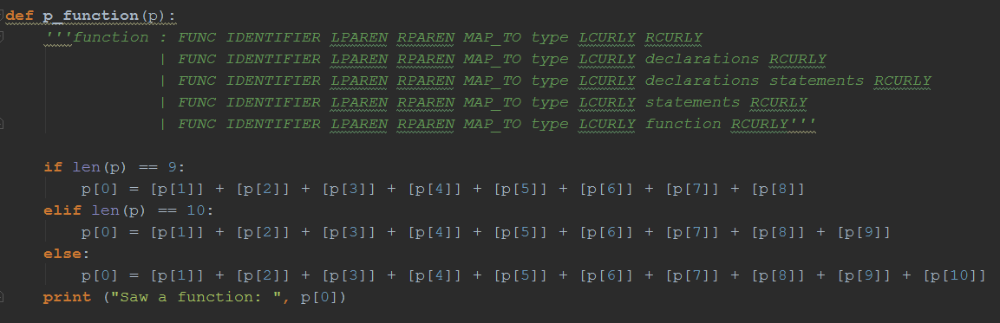 def p_function(p):
    '''function : FUNC IDENTIFIER LPAREN RPAREN MAP_TO type LCURLY RCURLY
                | FUNC IDENTIFIER LPAREN RPAREN MAP_TO type LCURLY declarations RCURLY
                | FUNC IDENTIFIER LPAREN RPAREN MAP_TO type LCURLY declarations statements RCURLY
                | FUNC IDENTIFIER LPAREN RPAREN MAP_TO type LCURLY statements RCURLY
                | FUNC IDENTIFIER LPAREN RPAREN MAP_TO type LCURLY function RCURLY'''
    if len(p) == 9:
        p[0] = [p[1]] + [p[2]] + [p[3]] + [p[4]] + [p[5]] + [p[6]] + [p[7]] + [p[8]]
    elif len(p) == 10:
        p[0] = [p[1]] + [p[2]] + [p[3]] + [p[4]] + [p[5]] + [p[6]] + [p[7]] + [p[8]] + [p[9]]
    else:
        p[0] = [p[1]] + [p[2]] + [p[3]] + [p[4]] + [p[5]] + [p[6]] + [p[7]] + [p[8]] + [p[9]] + [p[10]]
    print ("Saw a function: ", p[0])